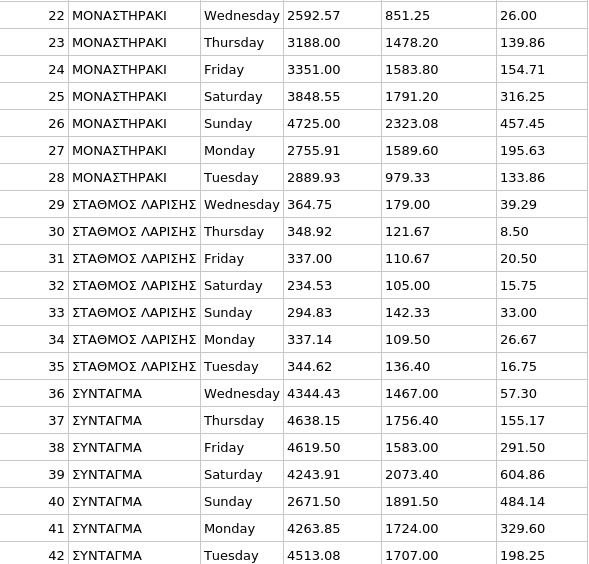 22 ΜΟΝΑΣΤΗΡΑΚΙ Wednesday 2592.57 851.25 26.00
23 ΜΟΝΑΣΤΗΡΑΚΙ Thursday 3188.00 1478.20 139.86
24 ΜΟΝΑΣΤΗΡΑΚΙ Friday 3351.00 1583.80 154.71
25 ΜΟΝΑΣΤΗΡΑΚΙ Saturday 3848.55 1791.20 316.25
26 ΜΟΝΑΣΤΗΡΑΚΙ Sunday 4725.00 2323.08 457.45
27 ΜΟΝΑΣΤΗΡΑΚΙ Monday 2755.91 1589.60 195.63
28 ΜΟΝΑΣΤΗΡΑΚΙ Tuesday 2889.93 979.33 133.86
29 ΣΤΑΘΜΟΣ ΛΑΡΙΣΗΣ Wednesday 364.75 179.00 39.29
30 ΣΤΑΘΜΟΣ ΛΑΡΙΣΗΣ Thursday 348.92 121.67 8.50
31 ΣΤΑΘΜΟΣ ΛΑΡΙΣΗΣ Friday 337.00 110.67 20.50
32 ΣΤΑΘΜΟΣ ΛΑΡΙΣΗΣ Saturday 234.53 105.00 15.75
33 ΣΤΑΘΜΟΣ ΛΑΡΙΣΗΣ Sunday 294.83 142.33 33.00
34 ΣΤΑΘΜΟΣ ΛΑΡΙΣΗΣ Monday 337.14 109.50 26.67
35 ΣΤΑΘΜΟΣ ΛΑΡΙΣΗΣ Tuesday 344.62 136.40 16.75
36 ΣΥΝΤΑΓΜΑ Wednesday 4344.43 1467.00 57.30
37 ΣΥΝΤΑΓΜΑ Thursday 4638.15 1756.40 155.17
38 ΣΥΝΤΑΓΜΑ Friday 4619.50 1583.00 291.50
39 ΣΥΝΤΑΓΜΑ Saturday 4243.91 2073.40 604.86
40 ΣΥΝΤΑΓΜΑ Sunday 2671.50 1891.50 484.14
41 ΣΥΝΤΑΓΜΑ Monday 4263.85 1724.00 329.60
42 ΣΥΝΤΑΓΜΑ Tuesday 4513.08 1707.00 198.25